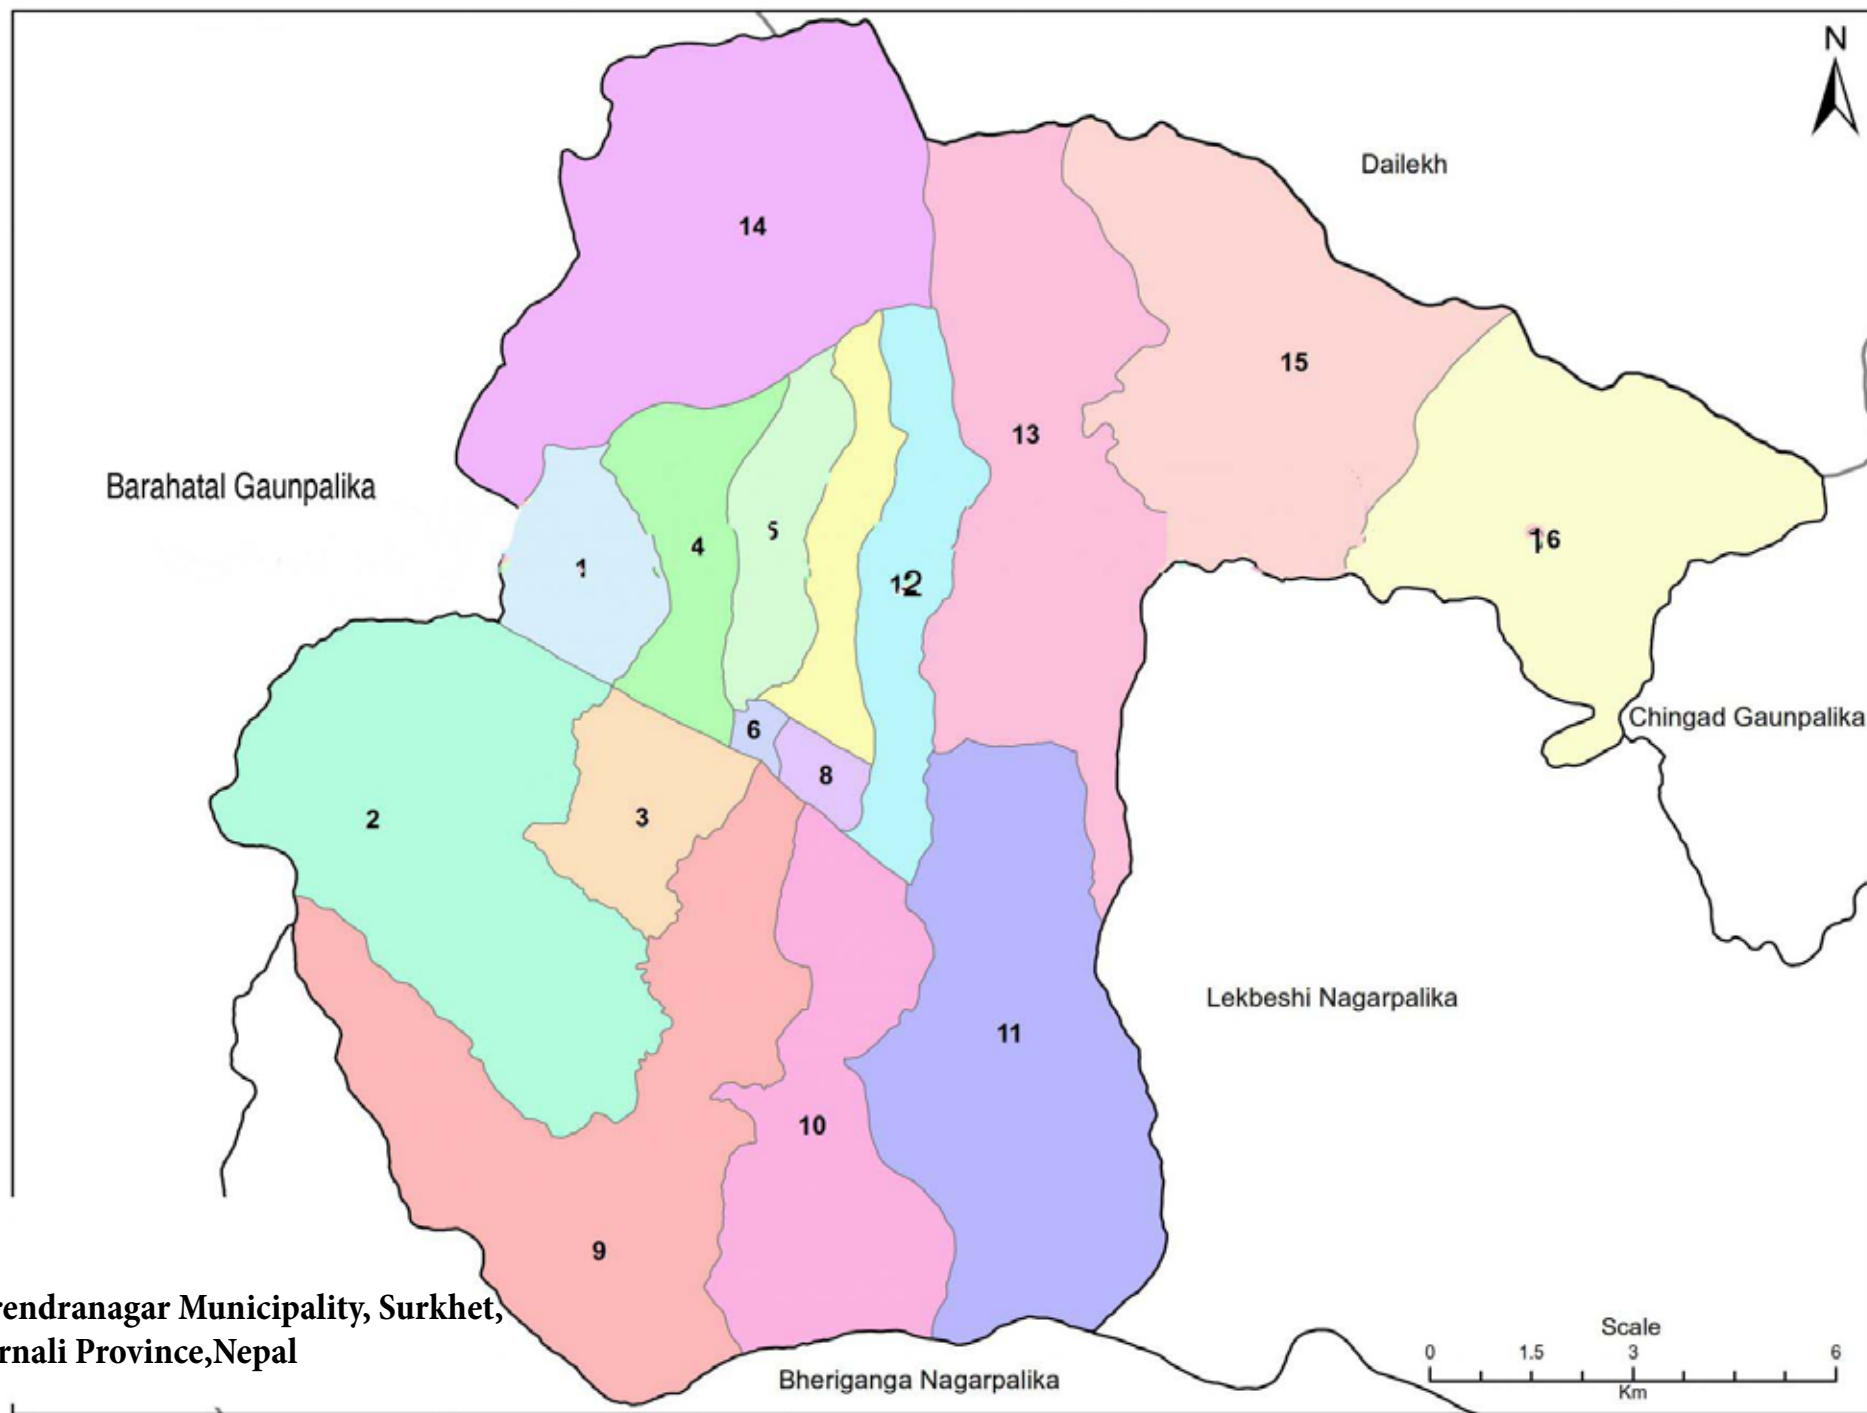 N
Dailekh
14
15
13
Barahatal Gaunpalika
5
16
4
1
12
Chingad Gaunpalika
6
8
3
2
Lekbeshi Nagarpalika
11
10
9
rendranagar Municipality, Surkhet,
rnali Province,Nepal
Scale
0 1.5 3 6
Km
Bheriganga Nagarpalika